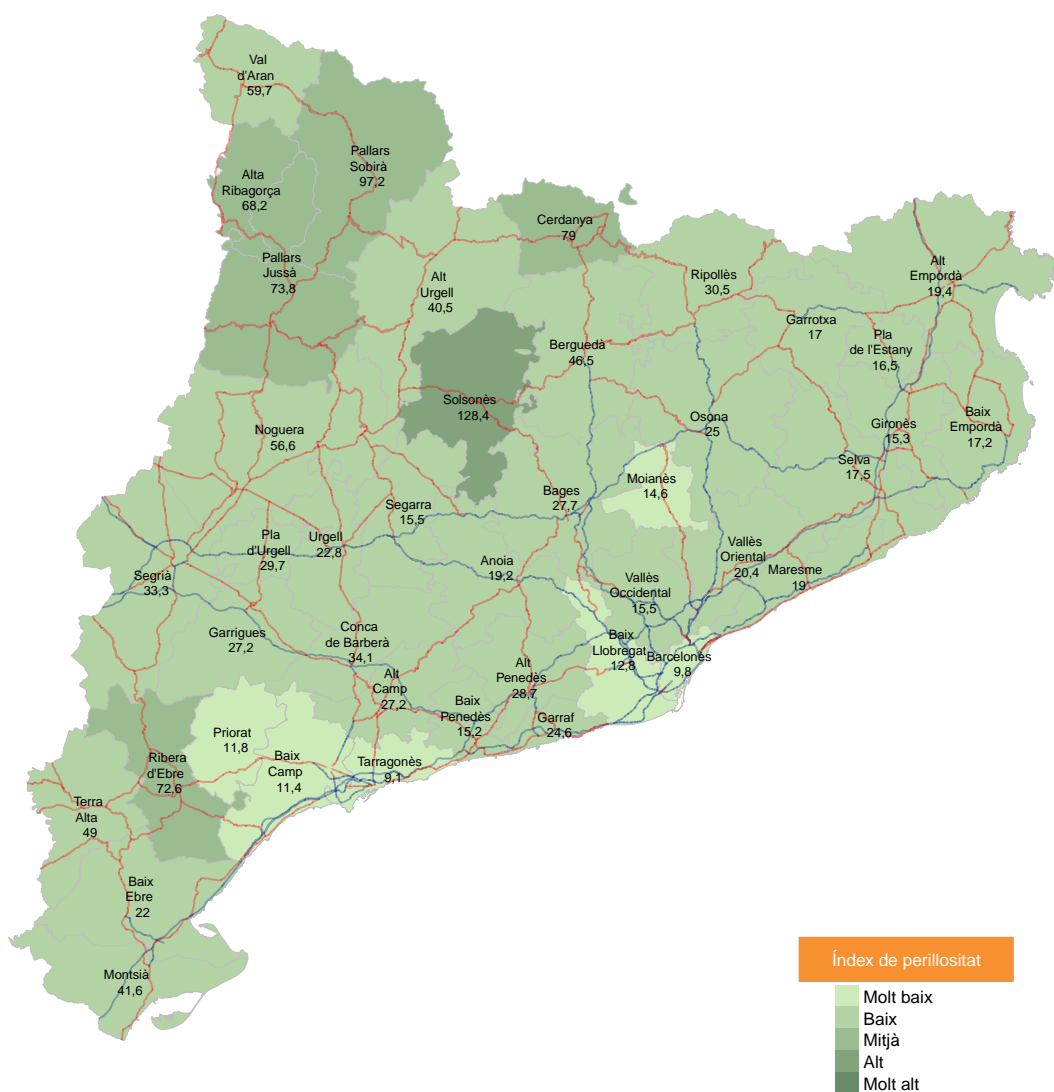 Val
d'Aran
59,7
Pallars
Sobirà
97,2
Alta
Ribagorça
68,2
Cerdanya
79
Pallars
Jussà
73,8
Alt
Urgell
40,5
Ripollès
30,5
Alt
Empordà
19,4
Garrotxa
17
Pla
de l'Estany
16,5
Berguedà
46,5
Solsonès
128,4
Osona
25
Gironès
15,3
Baix
Empordà
17,2
Noguera
56,6
Selva
17,5
Moianès
14,6
Bages
27,7
Segarra
15,5
Pla
d'Urgell
29,7
Urgell
22,8
Anoia
19,2
Vallès
Oriental
20,4
Maresme
19
Segrià
33,3
Vallès
Occidental
15,5
Garrigues
27,2
Conca
de Barberà
34,1
Baix
Llobregat
12,8
Barcelonès
9,8
Alt
Camp
27,2
Alt
Penedès
28,7
Baix
Penedès
15,2
Garraf
24,6
Priorat
11,8
Baix
Camp
11,4
Tarragonès
9,1
Ribera
d'Ebre
72,6
Terra
Alta
49
Baix
Ebre
22
Montsià
41,6
Índex de perillositat
Molt baix
Baix
Mitjà
Alt
Molt alt